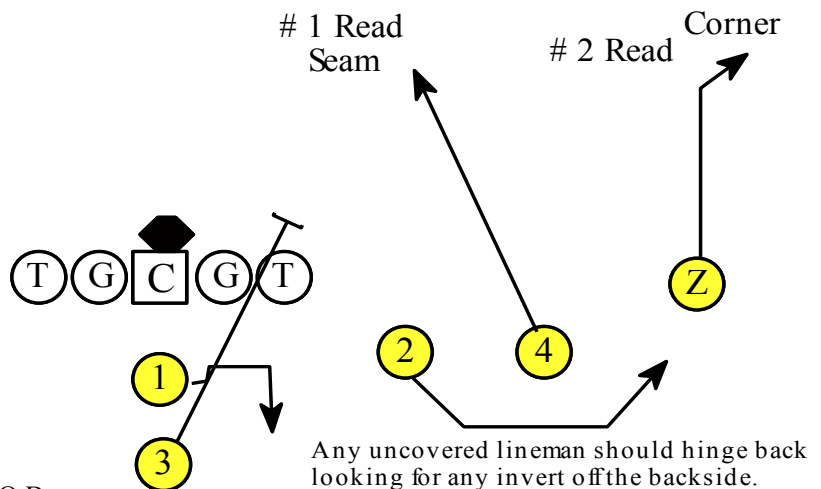 # 1 Read
Seam
# 2 Read
Corner
T G C G T
Z
1
2
4
3
Any uncovered lineman should hinge back
looking for any invert off the backside.